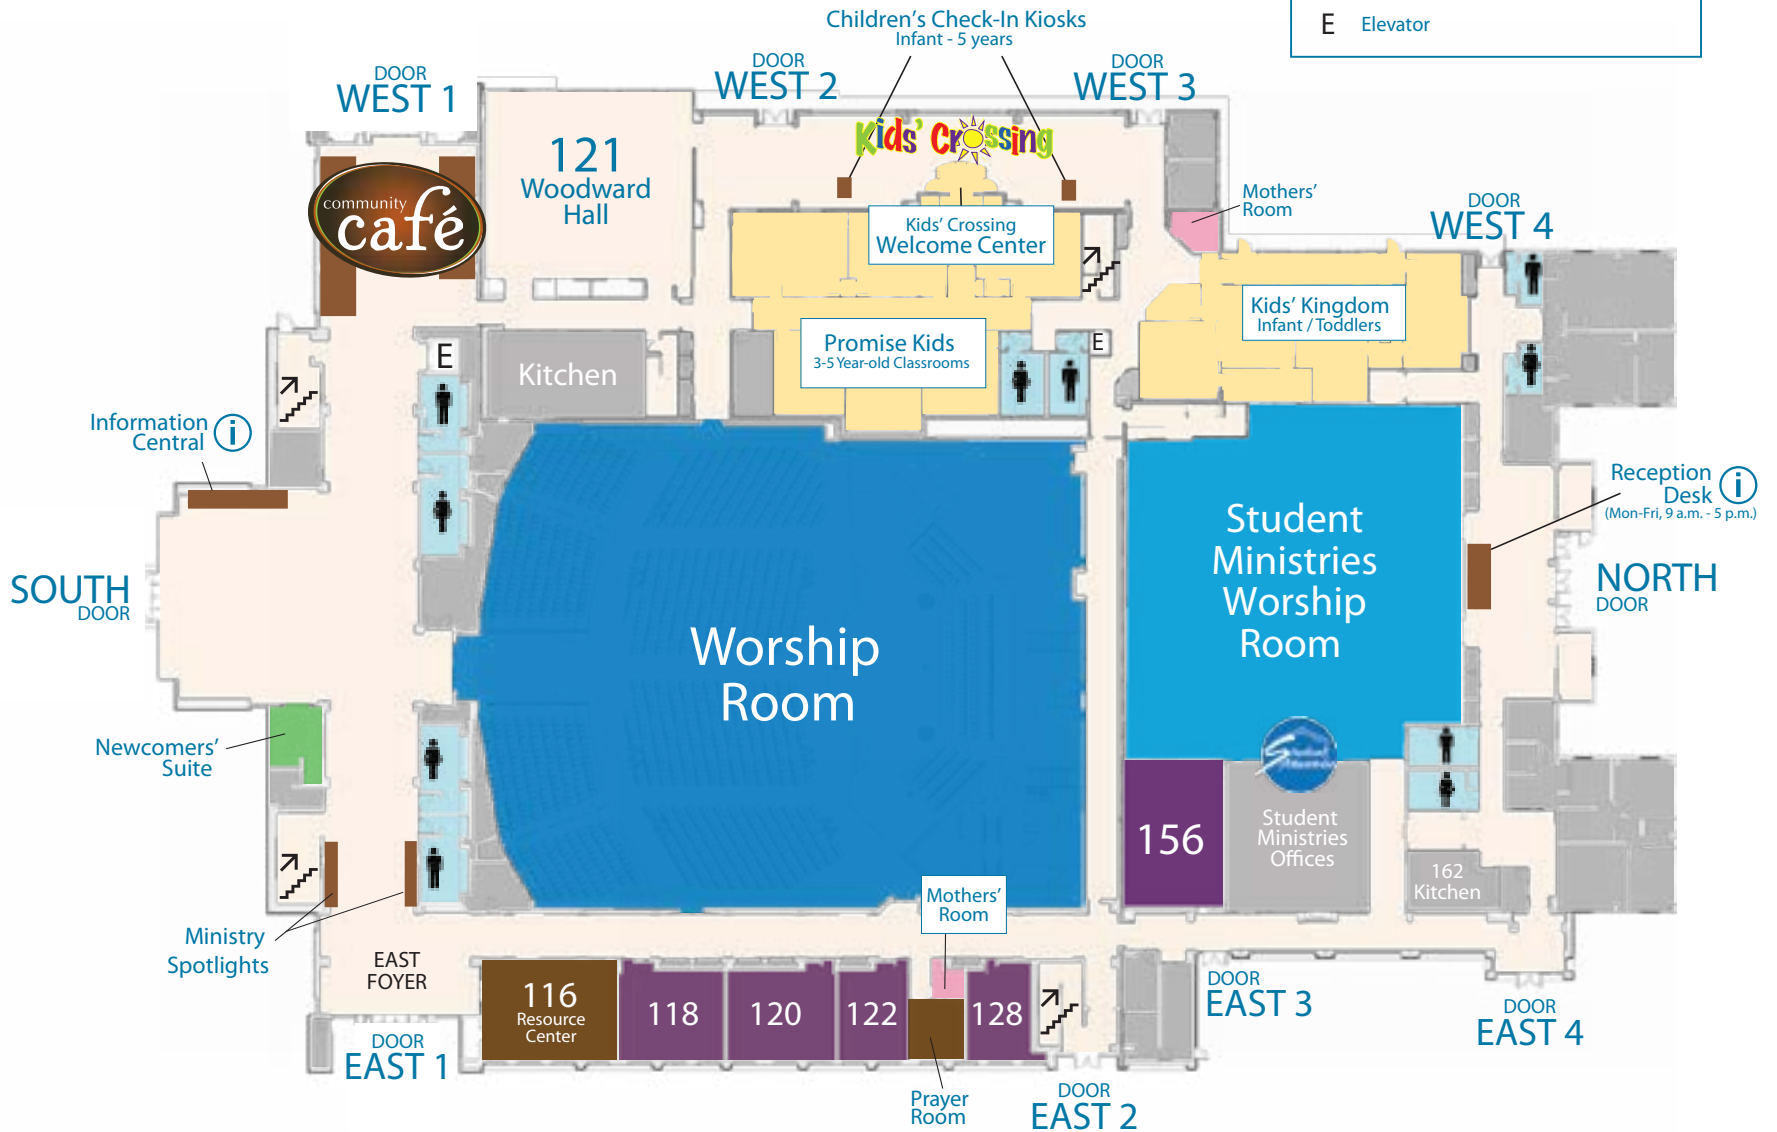 Children's Check-In Kiosks
Infant - 5 years
E Elevator
DOOR
WEST 1
DOOR
WEST 2
DOOR
WEST 3
Kids' Crossing
121
Woodward
Hall
community
café
Mothers'
Room
DOOR
WEST 4
Kids' Crossing
Welcome Center
Kids' Kingdom
Infant / Toddlers
Promise Kids
3-5 Year-old Classrooms
E
E
Kitchen
Information
Central i
Reception
Desk i
(Mon-Fri, 9 a.m. - 5 p.m.)
Student
Ministries
Worship
Room
SOUTH
DOOR
NORTH
DOOR
Worship
Room
Newcomers'
Suite
Student
156
Student
Ministries
Offices
162
Kitchen
Mothers'
Room
Ministry
Spotlights
EAST
FOYER
116
Resource
Center
118
120
122
128
DOOR
EAST 1
DOOR
EAST 3
DOOR
EAST 4
Prayer
Room
DOOR
EAST 2